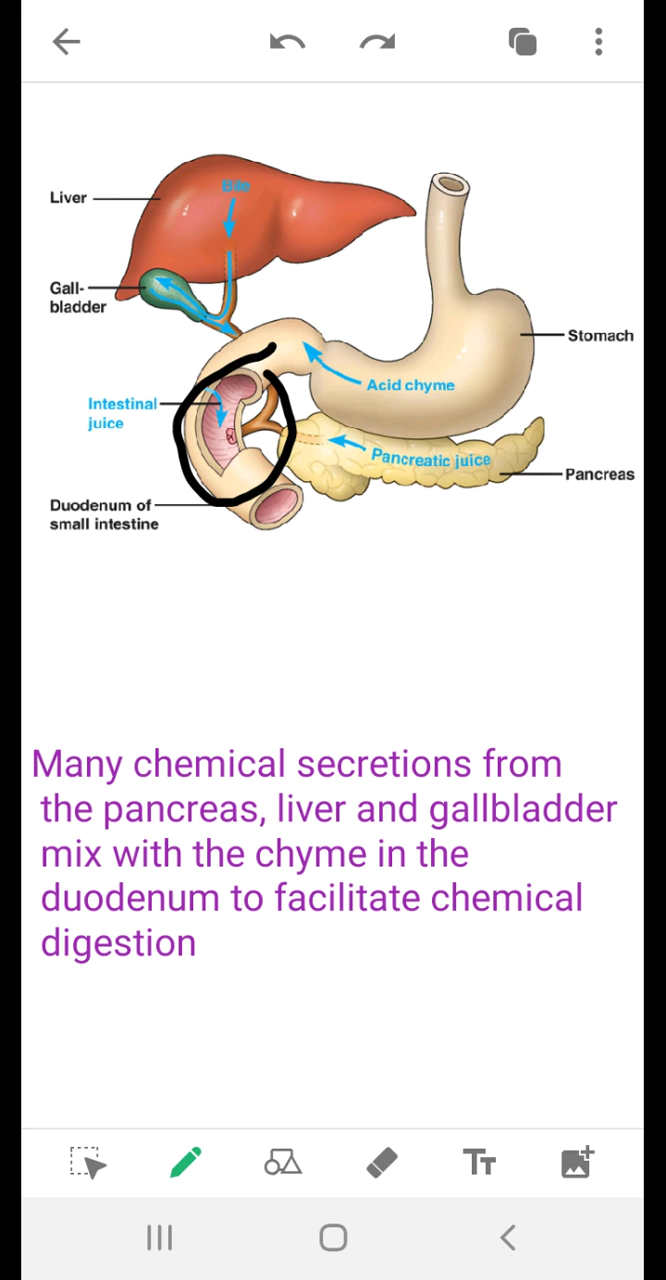 Bile
Liver
Gall-
bladder
Stomach
Acid chyme
Intestinal
juice
Pancreatic juice
Pancreas
Duodenum of
small intestine
Many chemical secretions from
the pancreas, liver and gallbladder
mix with the chyme in the
duodenum to facilitate chemical
digestion
TT